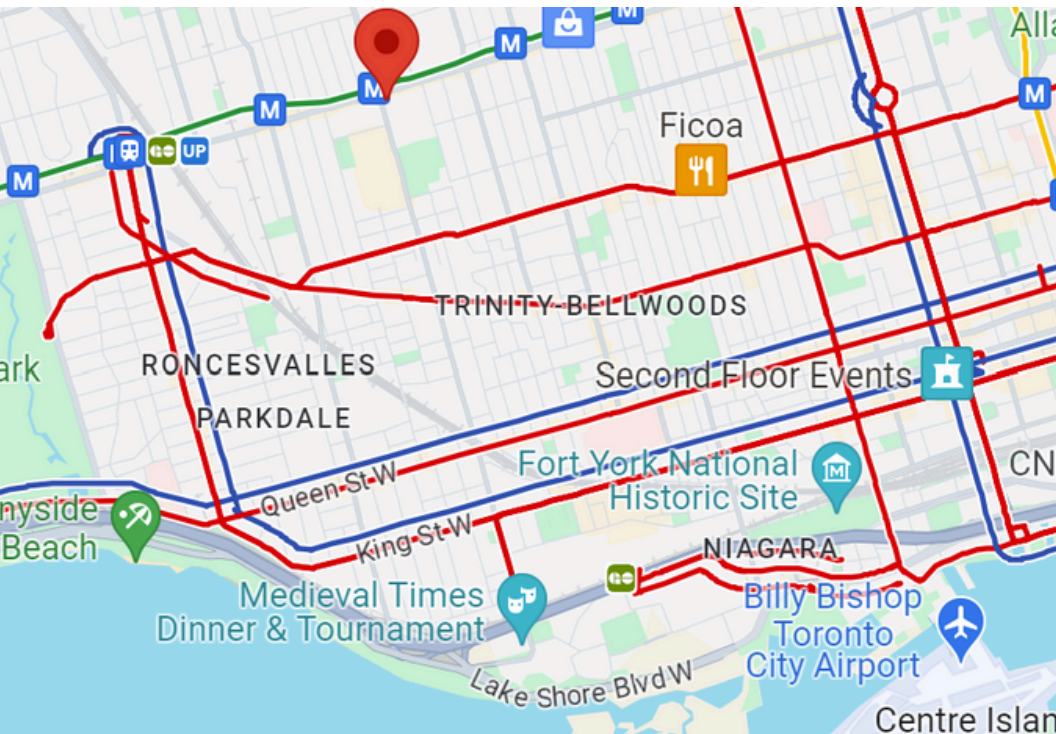 M
Alla
M
M
M
M
Ficoa
UP
M
TRINITY-BELLWOODS
ark
RONCESVALLES
Second Floor Events
PARKDALE
Fort York National
Historic Site
M
CN
Queen St W
nyside
Beach
King St W
NIAGARA
Medieval Times
Dinner & Tournament
Billy Bishop
Toronto
City Airport
Lake Shore Blvd W
Centre Islan